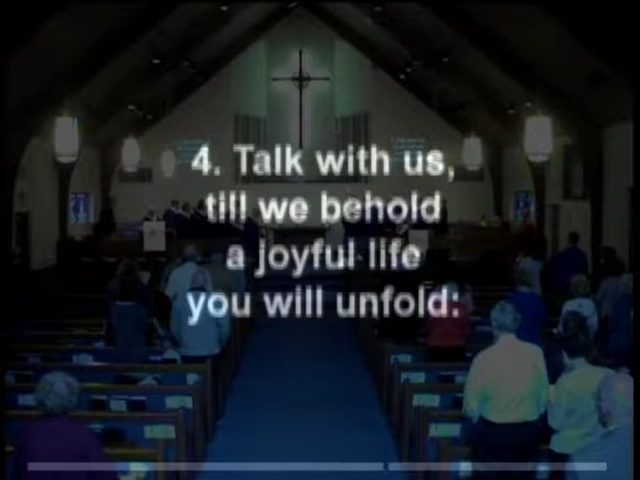 4. Talk with us,
till we behold
a joyful life
you will unfold: